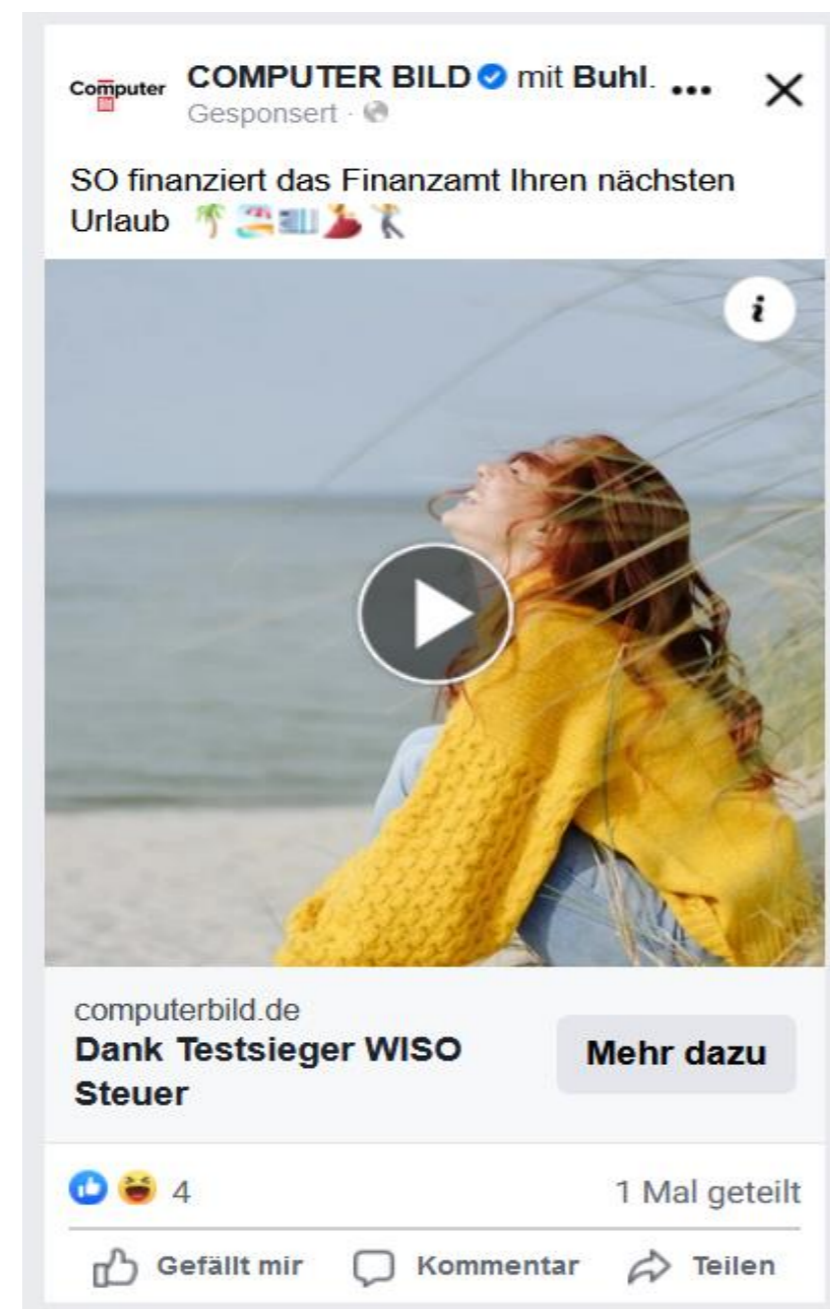 Computer
Bild
COMPUTER BILD mit Buhl. ...
Gesponsert ·
SO finanziert das Finanzamt Ihren nächsten
Urlaub 🌴🏖️💶💃🏌️
i
computerbild.de
Dank Testsieger WISO
Steuer
Mehr dazu
4
1 Mal geteilt
Gefällt mir
Kommentar
Teilen